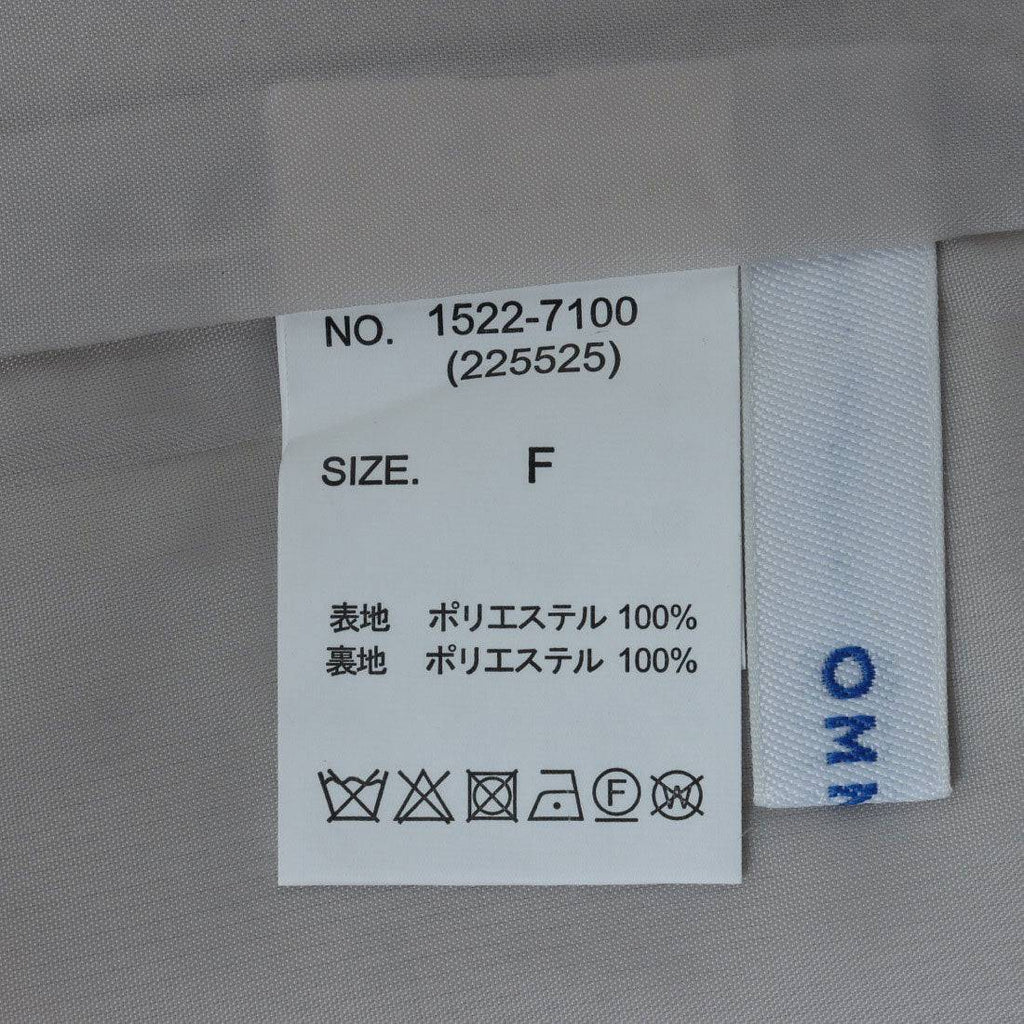 NO. 1522-7100
(225525)
SIZE. F
表地 ポリエステル 100%
裏地 ポリエステル 100%
F
W
OM